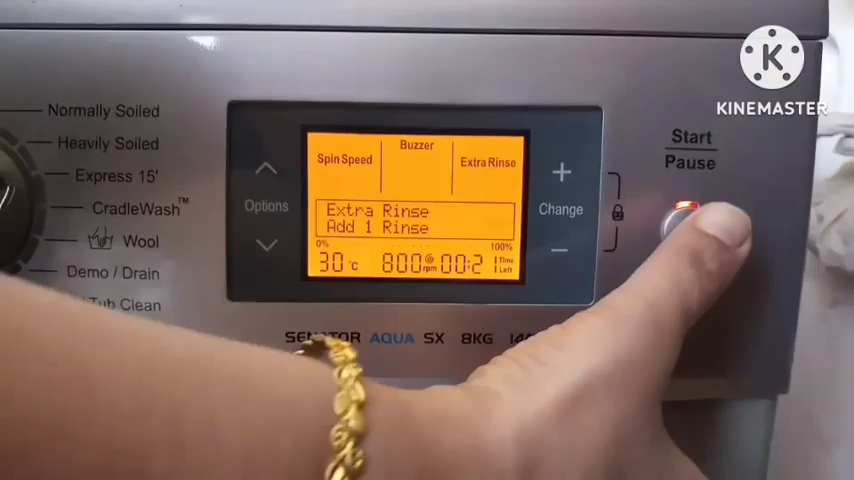 K
KINEMASTER
Normally Soiled
Heavily Soiled
Express 15'
CradleWash™
Wool
Demo / Drain
Tub Clean
Options
Spin Speed
Buzzer
Extra Rinse
Extra Rinse
Add 1 Rinse
0%
100%
30 °C
800 @ rpm
00:2
Time
Left
+
Change
−
Start
Pause
SENATOR AQUA SX 8KG